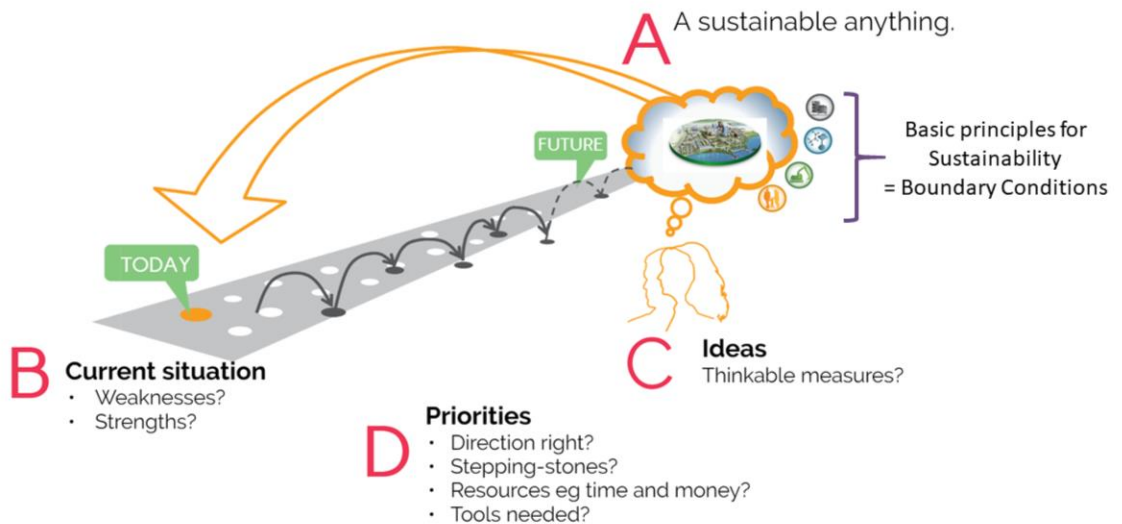 A A sustainable anything.
FUTURE
Basic principles for
Sustainability
= Boundary Conditions
TODAY
B Current situation
• Weaknesses?
• Strengths?
C Ideas
Thinkable measures?
D Priorities
• Direction right?
• Stepping-stones?
• Resources eg time and money?
• Tools needed?